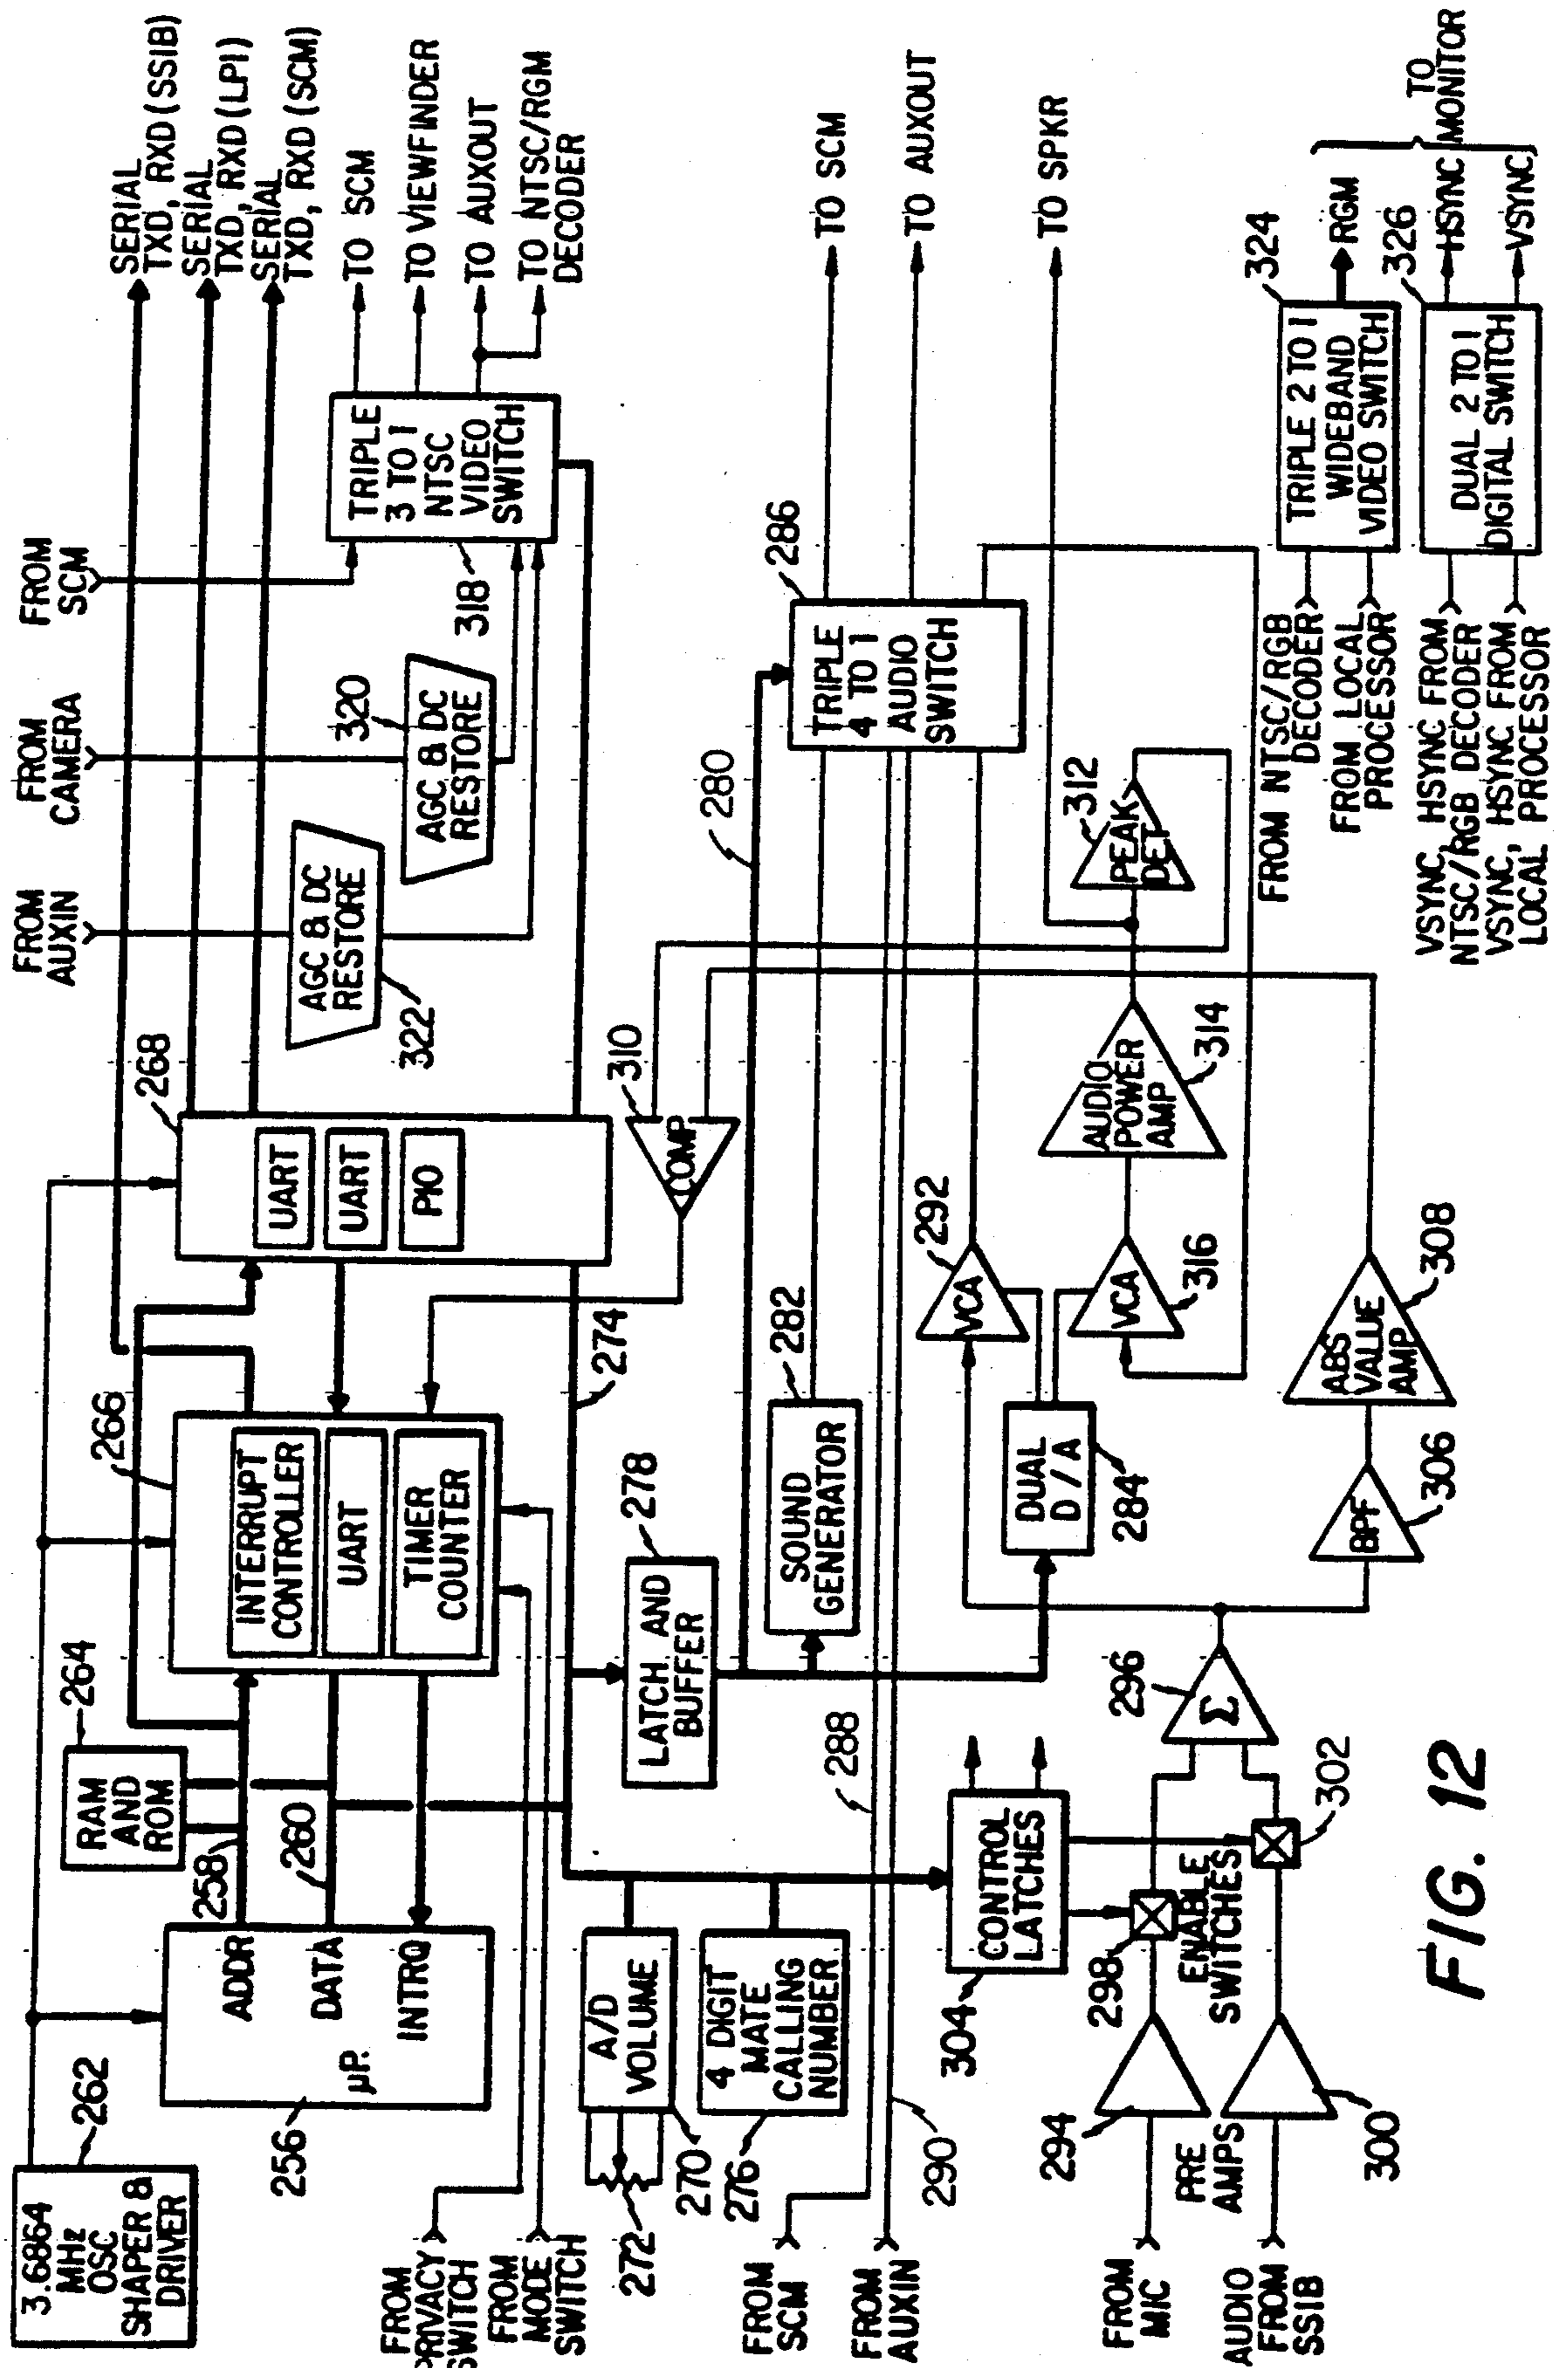 3.6864
MHz
OSC
SHAPER &
DRIVER
262
256
μP.
ADDR
DATA
INTRQ
258
260
RAM
AND
ROM
264
266
INTERRUPT
CONTROLLER
UART
TIMER
COUNTER
268
UART
UART
PIO
FROM
AUXIN
FROM
CAMERA
FROM
SCM
AGC & DC
RESTORE
322
AGC & DC
RESTORE
320
TRIPLE
3 TO 1
NTSC
VIDEO
SWITCH
318
SERIAL
TXD, RXD (SSIB)
SERIAL
TXD, RXD (LPI)
SERIAL
TXD, RXD (SCM)
TO SCM
TO VIEWFINDER
TO AUXOUT
TO NTSC/RGM
DECODER
FROM
PRIVACY
SWITCH
FROM
MODE
SWITCH
272
A/D
VOLUME
270
4 DIGIT
MATE
CALLING
NUMBER
276
274
LATCH AND
BUFFER
278
COMP
310
280
SOUND
GENERATOR
282
288
290
FROM
SCM
FROM
AUXIN
TRIPLE
4 TO 1
AUDIO
SWITCH
286
TO SCM
TO AUXOUT
TO SPKR
CONTROL
LATCHES
304
DUAL
D/A
284
VCA
292
VCA
316
AUDIO
POWER
AMP
314
PEAK
DET
312
FROM
MIC
AUDIO
FROM
SSIB
294
PRE
AMPS
300
298
ENABLE
SWITCHES
302
296
Σ
BPF
306
ABS
VALUE
AMP
308
FROM NTSC/RGB
DECODER
FROM LOCAL
PROCESSOR
TRIPLE 2 TO 1
WIDEBAND
VIDEO SWITCH
324
RGM
VSYNC, HSYNC FROM
NTSC/RGB DECODER
VSYNC, HSYNC FROM
LOCAL PROCESSOR
DUAL 2 TO 1
DIGITAL SWITCH
326
HSYNC
VSYNC
TO
MONITOR
FIG. 12